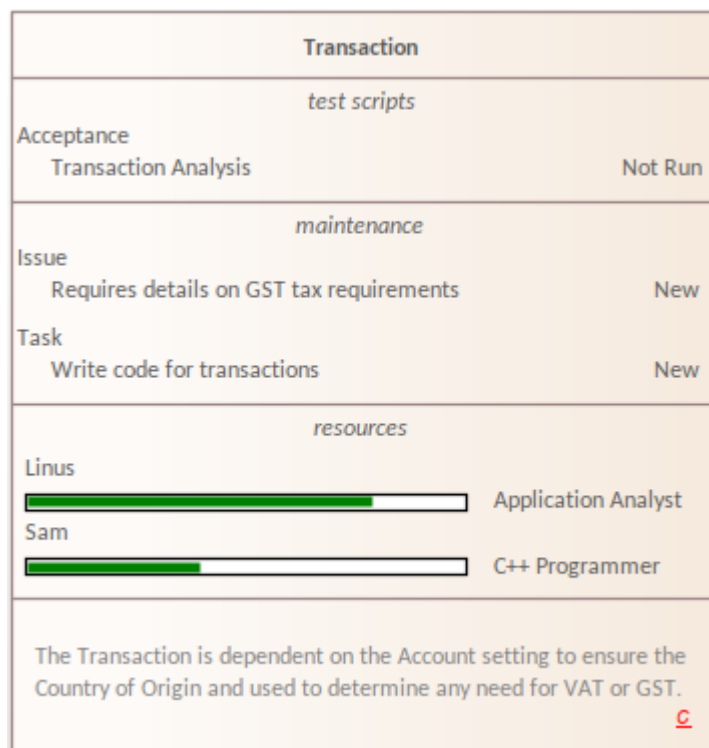 Transaction
test scripts
Acceptance
Transaction Analysis Not Run
maintenance
Issue
Requires details on GST tax requirements New
Task
Write code for transactions New
resources
Linus
Application Analyst
Sam
C++ Programmer
The Transaction is dependent on the Account setting to ensure the
Country of Origin and used to determine any need for VAT or GST.
C